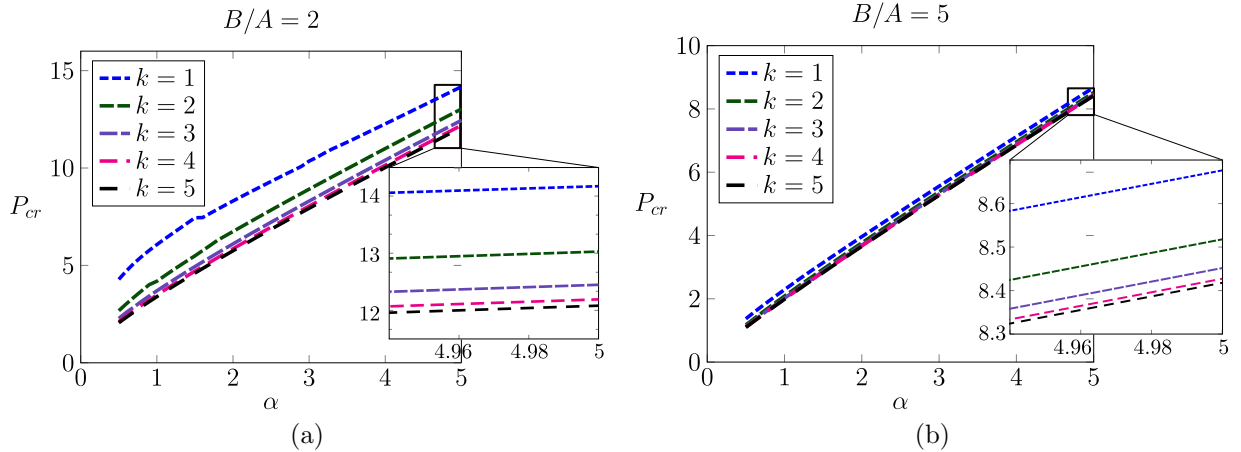 B/A = 2
15
10
5
0
P_cr
k = 1
k = 2
k = 3
k = 4
k = 5
14
13
12
4.96 4.98 5
0 1 2 3 4 5
α
(a)
B/A = 5
10
8
6
4
2
0
P_cr
k = 1
k = 2
k = 3
k = 4
k = 5
8.6
8.5
8.4
8.3
4.96 4.98 5
0 1 2 3 4 5
α
(b)